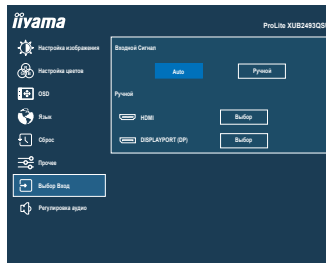 iiyama
ProLite XUB2493QS
Настройка изображения
Настройка цветов
OSD
Язык
Сброс
Прочее
Выбор Вход
Регулировка аудио
Входной Сигнал
Auto Ручной
Ручной
HDMI Выбор
DISPLAYPORT (DP) Выбор